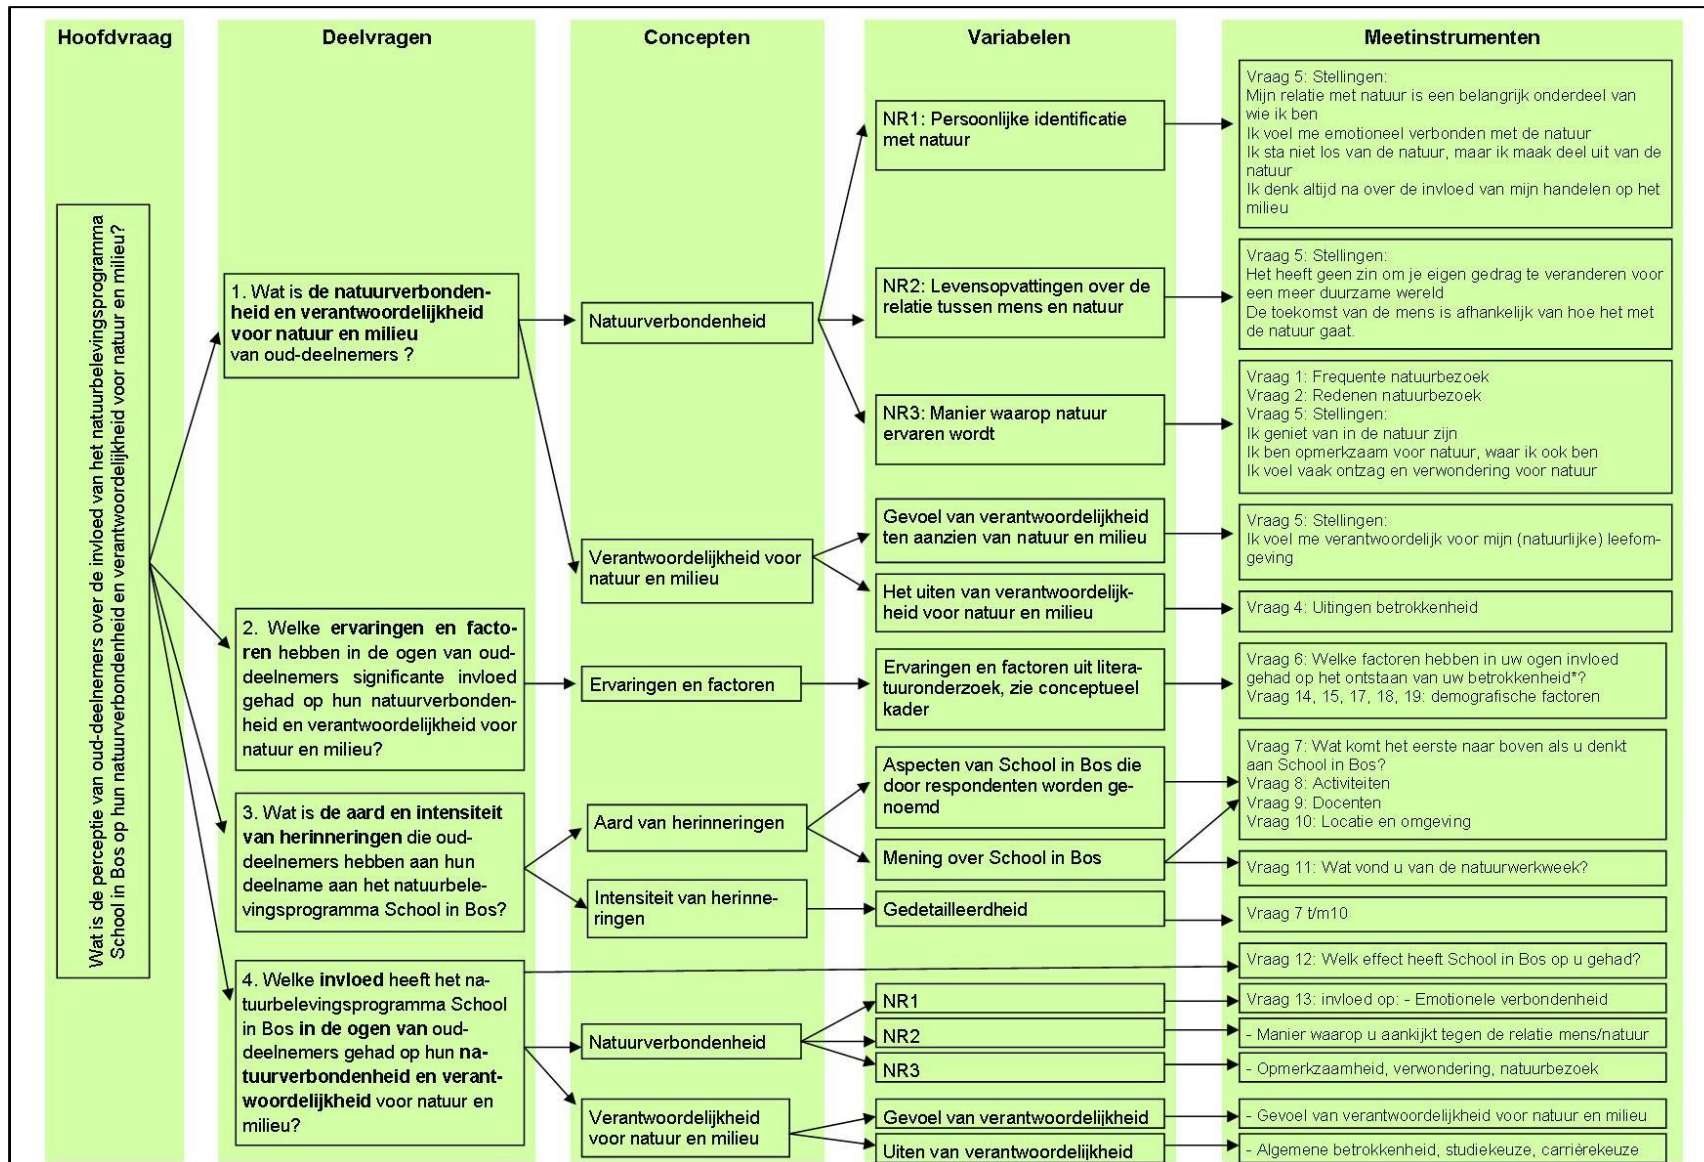 Hoofdvraag
Deelvragen
Concepten
Variabelen
Meetinstrumenten
Wat is de perceptie van oud-deelnemers over de invloed van het natuurbelevingsprogramma
School in Bos op hun natuurverbondenheid en verantwoordelijkheid voor natuur en milieu?
1. Wat is de natuurverbonden-
heid en verantwoordelijkheid
voor natuur en milieu
van oud-deelnemers ?
2. Welke ervaringen en facto-
ren hebben in de ogen van oud-
deelnemers significante invloed
gehad op hun natuurverbonden-
heid en verantwoordelijkheid voor
natuur en milieu?
3. Wat is de aard en intensiteit
van herinneringen die oud-
deelnemers hebben aan hun
deelname aan het natuurbele-
vingsprogramma School in Bos?
4. Welke invloed heeft het na-
tuurbelevingsprogramma School
in Bos in de ogen van oud-
deelnemers gehad op hun na-
tuurverbondenheid en verant-
woordelijkheid voor natuur en
milieu?
Natuurverbondenheid
Verantwoordelijkheid voor
natuur en milieu
Ervaringen en factoren
Aard van herinneringen
Intensiteit van herinne-
ringen
Natuurverbondenheid
Verantwoordelijkheid
voor natuur en milieu
NR1: Persoonlijke identificatie
met natuur
NR2: Levensopvattingen over de
relatie tussen mens en natuur
NR3: Manier waarop natuur
ervaren wordt
Gevoel van verantwoordelijkheid
ten aanzien van natuur en milieu
Het uiten van verantwoordelijk-
heid voor natuur en milieu
Ervaringen en factoren uit litera-
tuuronderzoek, zie conceptueel
kader
Aspecten van School in Bos die
door respondenten worden ge-
noemd
Mening over School in Bos
Gedetailleerdheid
NR1
NR2
NR3
Gevoel van verantwoordelijkheid
Uiten van verantwoordelijkheid
Vraag 5: Stellingen:
Mijn relatie met natuur is een belangrijk onderdeel van
wie ik ben
Ik voel me emotioneel verbonden met de natuur
Ik sta niet los van de natuur, maar ik maak deel uit van de
natuur
Ik denk altijd na over de invloed van mijn handelen op het
milieu
Vraag 5: Stellingen:
Het heeft geen zin om je eigen gedrag te veranderen voor
een meer duurzame wereld
De toekomst van de mens is afhankelijk van hoe het met
de natuur gaat.
Vraag 1: Frequente natuurbezoek
Vraag 2: Redenen natuurbezoek
Vraag 5: Stellingen:
Ik geniet van in de natuur zijn
Ik ben opmerkzaam voor natuur, waar ik ook ben
Ik voel vaak ontzag en verwondering voor natuur
Vraag 5: Stellingen:
Ik voel me verantwoordelijk voor mijn (natuurlijke) leefom-
geving
Vraag 4: Uitingen betrokkenheid
Vraag 6: Welke factoren hebben in uw ogen invloed
gehad op het ontstaan van uw betrokkenheid*?
Vraag 14, 15, 17, 18, 19: demografische factoren
Vraag 7: Wat komt het eerste naar boven als u denkt
aan School in Bos?
Vraag 8: Activiteiten
Vraag 9: Docenten
Vraag 10: Locatie en omgeving
Vraag 11: Wat vond u van de natuurwerkweek?
Vraag 7 t/m10
Vraag 12: Welk effect heeft School in Bos op u gehad?
Vraag 13: invloed op: - Emotionele verbondenheid
- Manier waarop u aankijkt tegen de relatie mens/natuur
- Opmerkzaamheid, verwondering, natuurbezoek
- Gevoel van verantwoordelijkheid voor natuur en milieu
- Algemene betrokkenheid, studiekeuze, carrièrekeuze